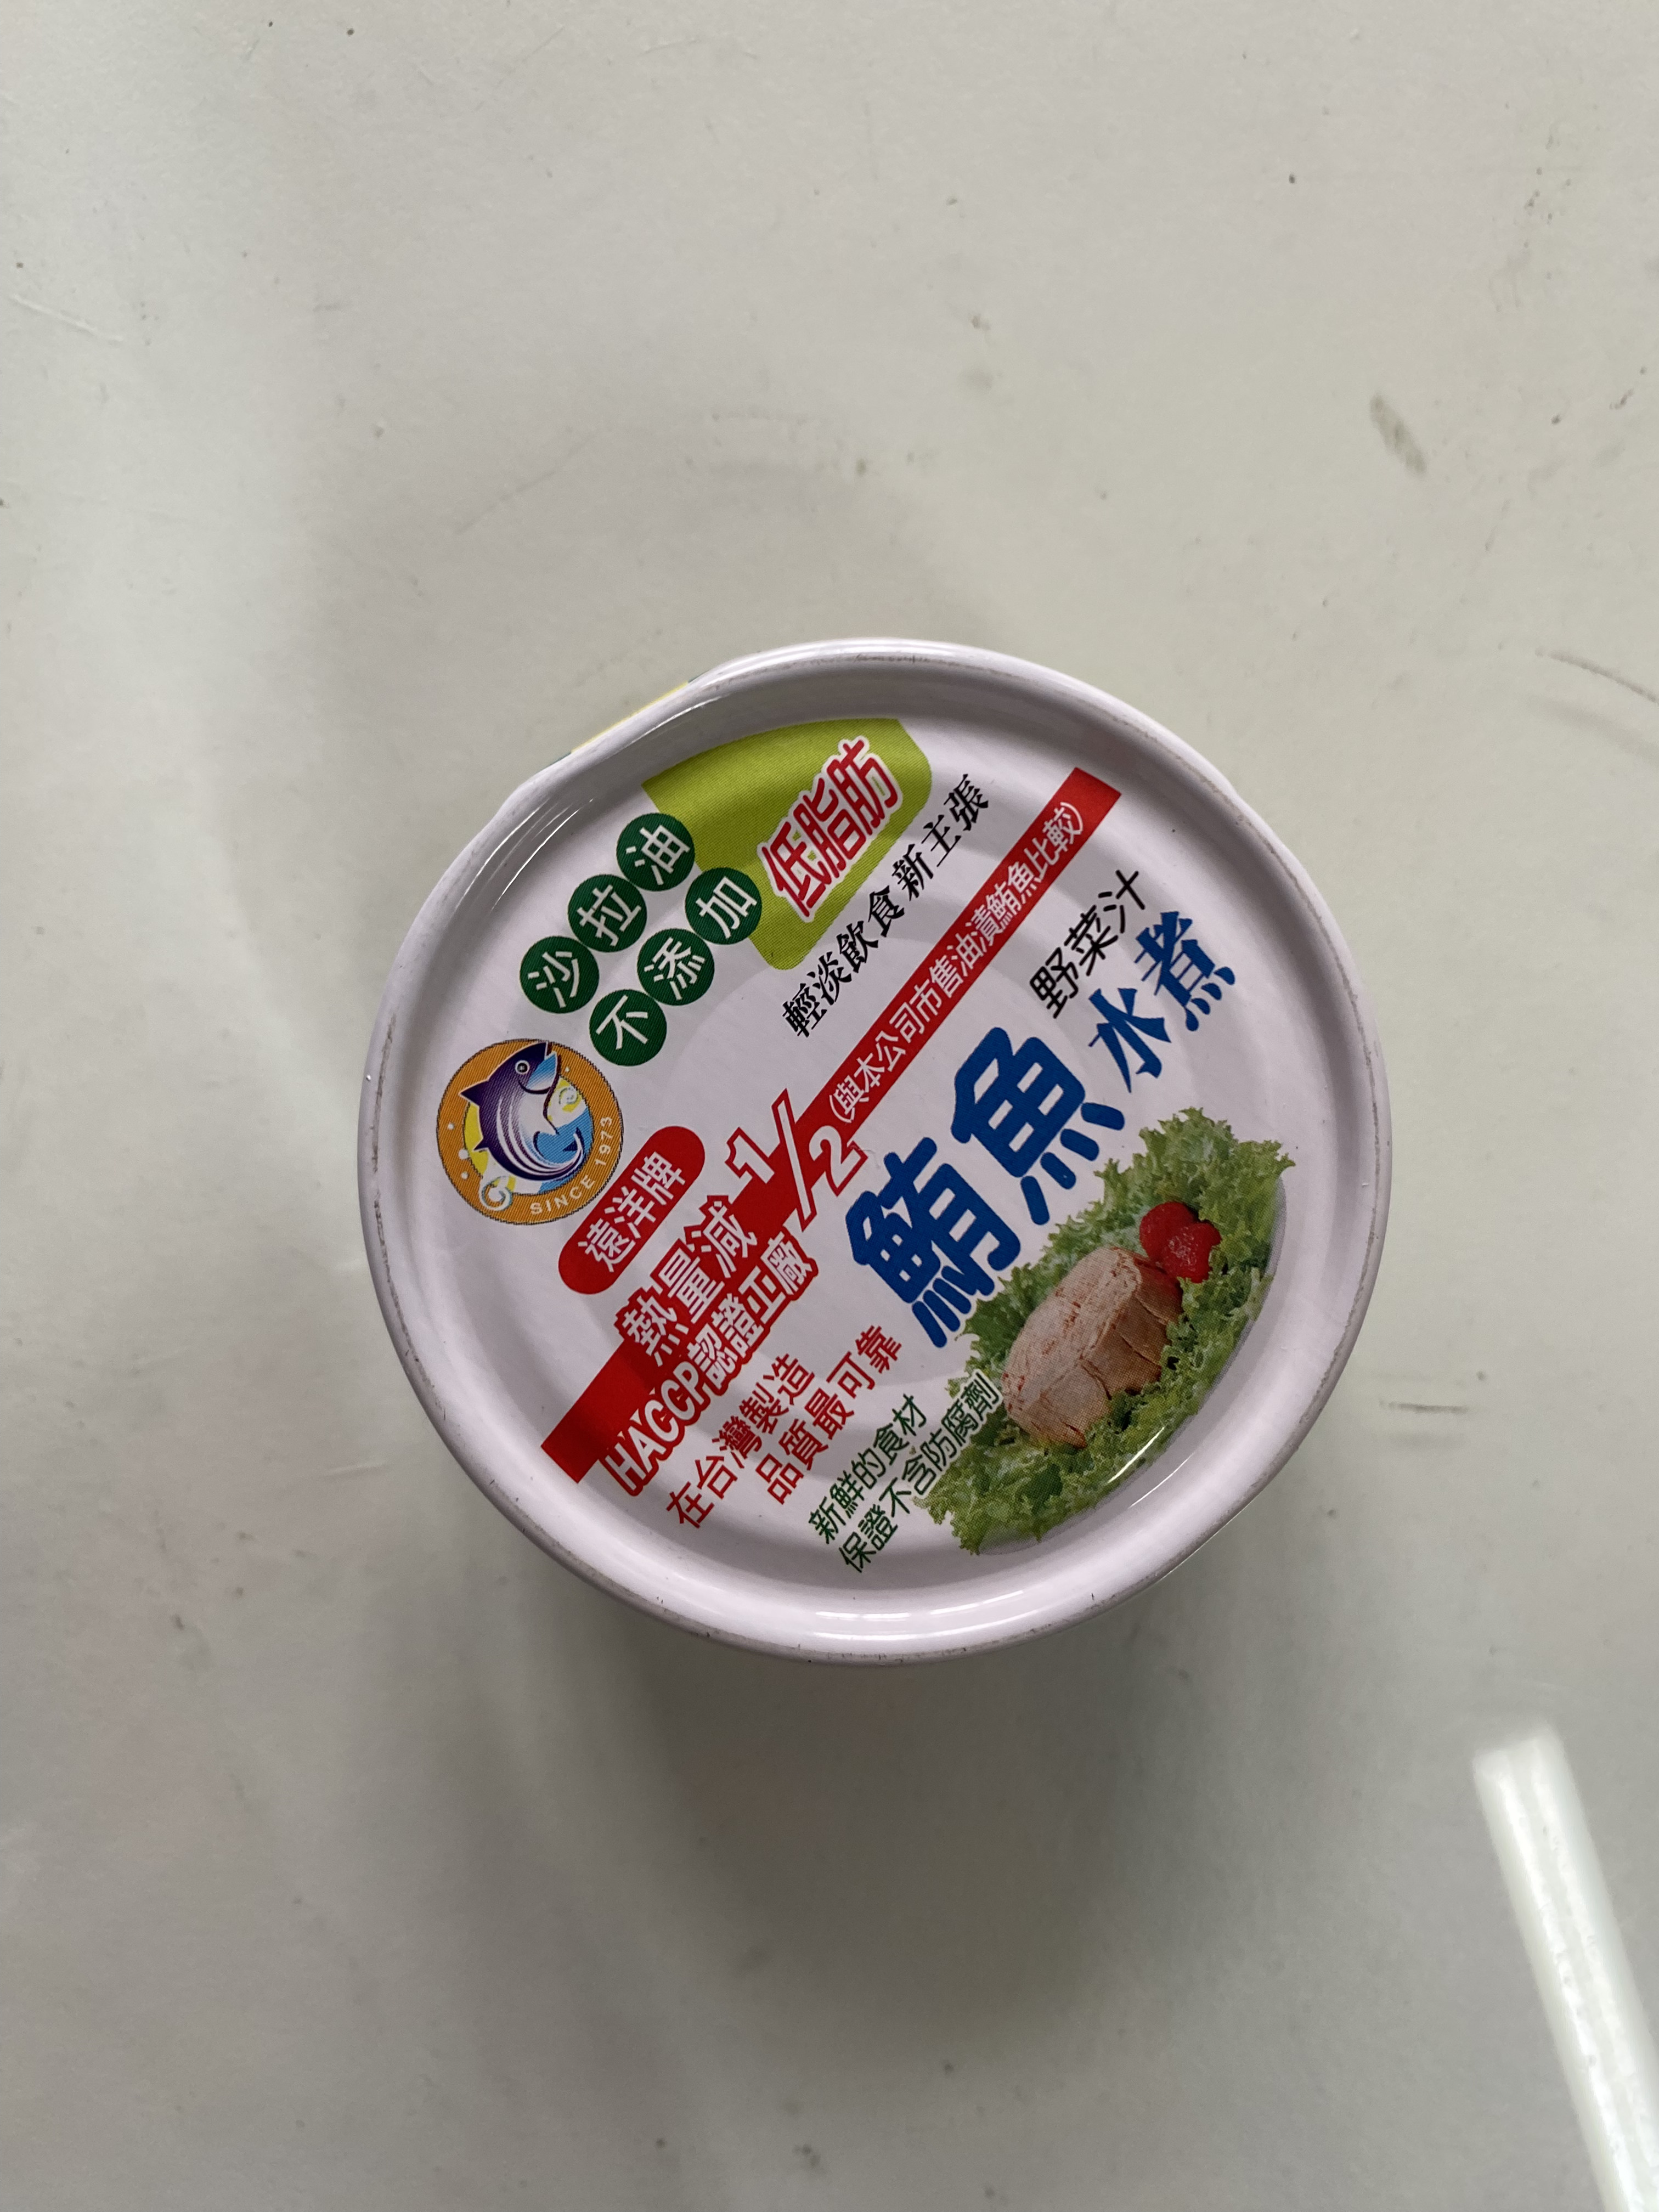 沙拉油
不添加
低脂肪
輕淡飲食新主張
SINCE 1973
遠洋牌
熱量減1/2(與本公司市售油漬鮪魚比較)
HACCP認證正廠
在台灣製造
品質最可靠
野菜汁
鮪魚水煮
新鮮的食材
保證不含防腐劑